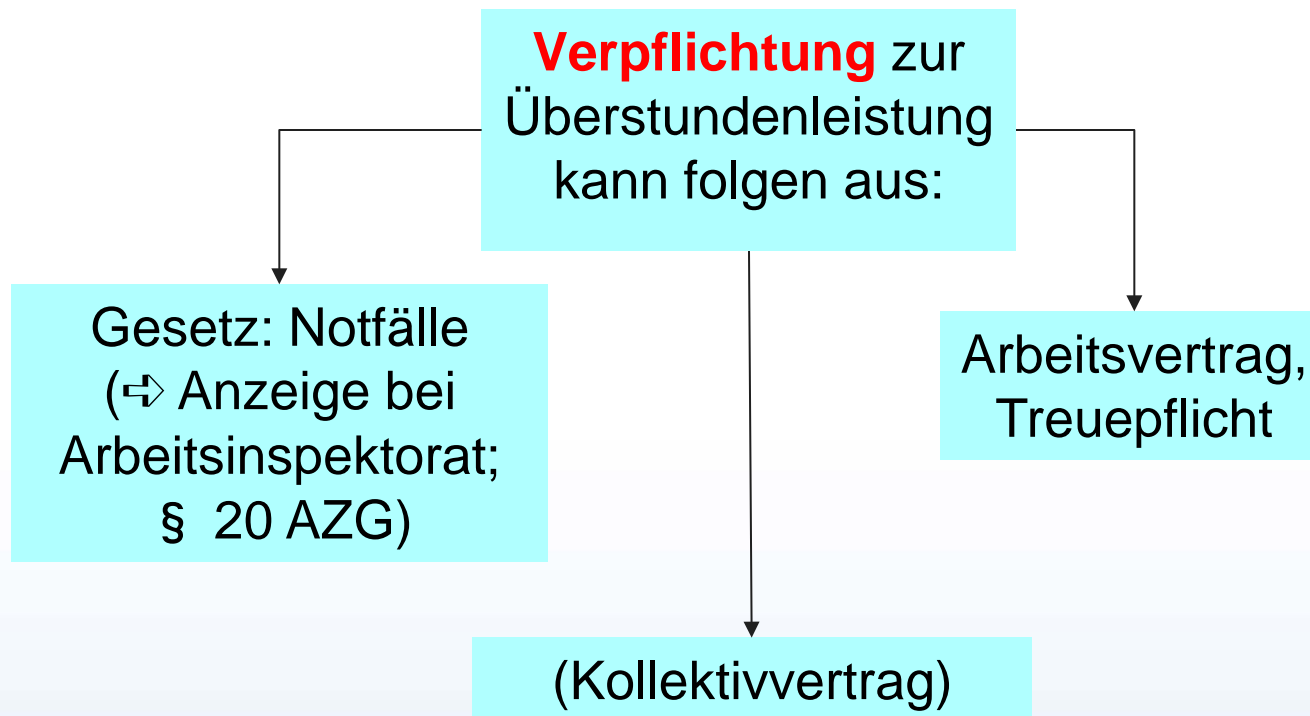 Verpflichtung zur
Überstundenleistung
kann folgen aus:
Gesetz: Notfälle
(➪ Anzeige bei
Arbeitsinspektorat;
§ 20 AZG)
Arbeitsvertrag,
Treuepflicht
(Kollektivvertrag)